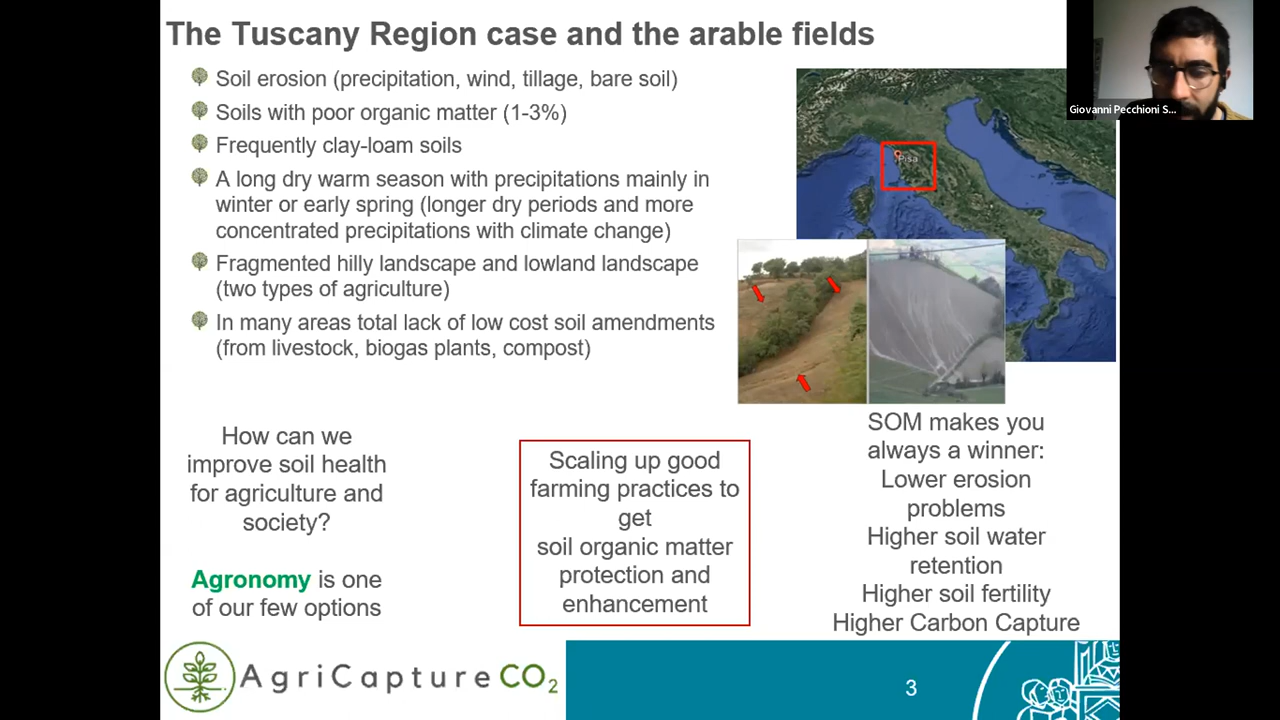 The Tuscany Region case and the arable fields
Soil erosion (precipitation, wind, tillage, bare soil)
Soils with poor organic matter (1-3%)
Frequently clay-loam soils
A long dry warm season with precipitations mainly in
winter or early spring (longer dry periods and more
concentrated precipitations with climate change)
Fragmented hilly landscape and lowland landscape
(two types of agriculture)
In many areas total lack of low cost soil amendments
(from livestock, biogas plants, compost)
Giovanni Pecchioni S...
Pisa
How can we
improve soil health
for agriculture and
society?
Agronomy is one
of our few options
Scaling up good
farming practices to
get
soil organic matter
protection and
enhancement
SOM makes you
always a winner:
Lower erosion
problems
Higher soil water
retention
Higher soil fertility
Higher Carbon Capture
AgriCapture CO2
3